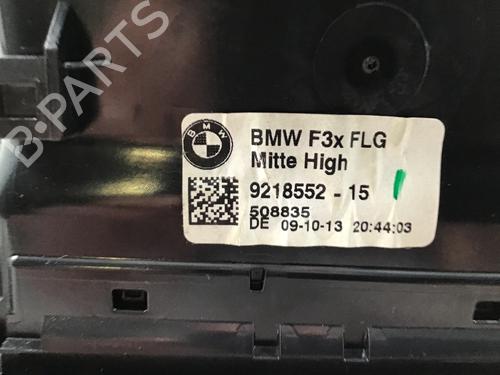 B-PARTS
BMW
BMW F3x FLG
Mitte High
9218552 - 15
508835
DE 09-10-13 20:44:03